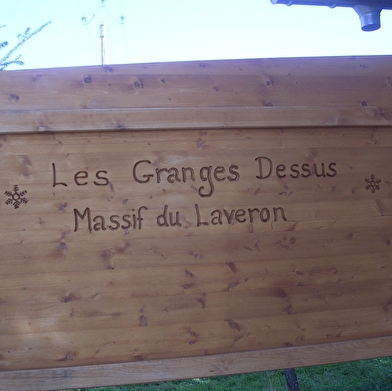 Les Granges Dessus
Massif du Laveron